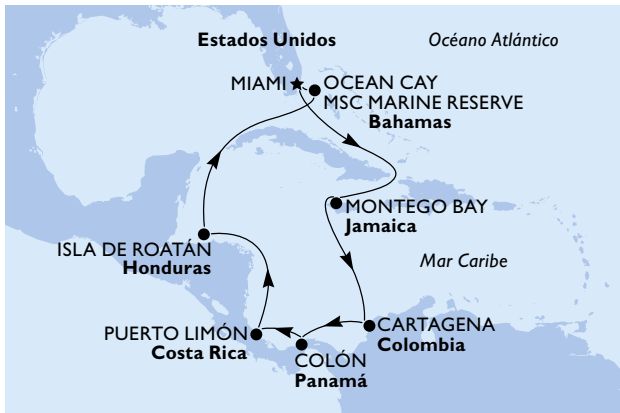 Estados Unidos
Océano Atlántico
MIAMI
OCEAN CAY
MSC MARINE RESERVE
Bahamas
MONTEGO BAY
Jamaica
ISLA DE ROATÁN
Honduras
Mar Caribe
PUERTO LIMÓN
Costa Rica
CARTAGENA
Colombia
COLÓN
Panamá